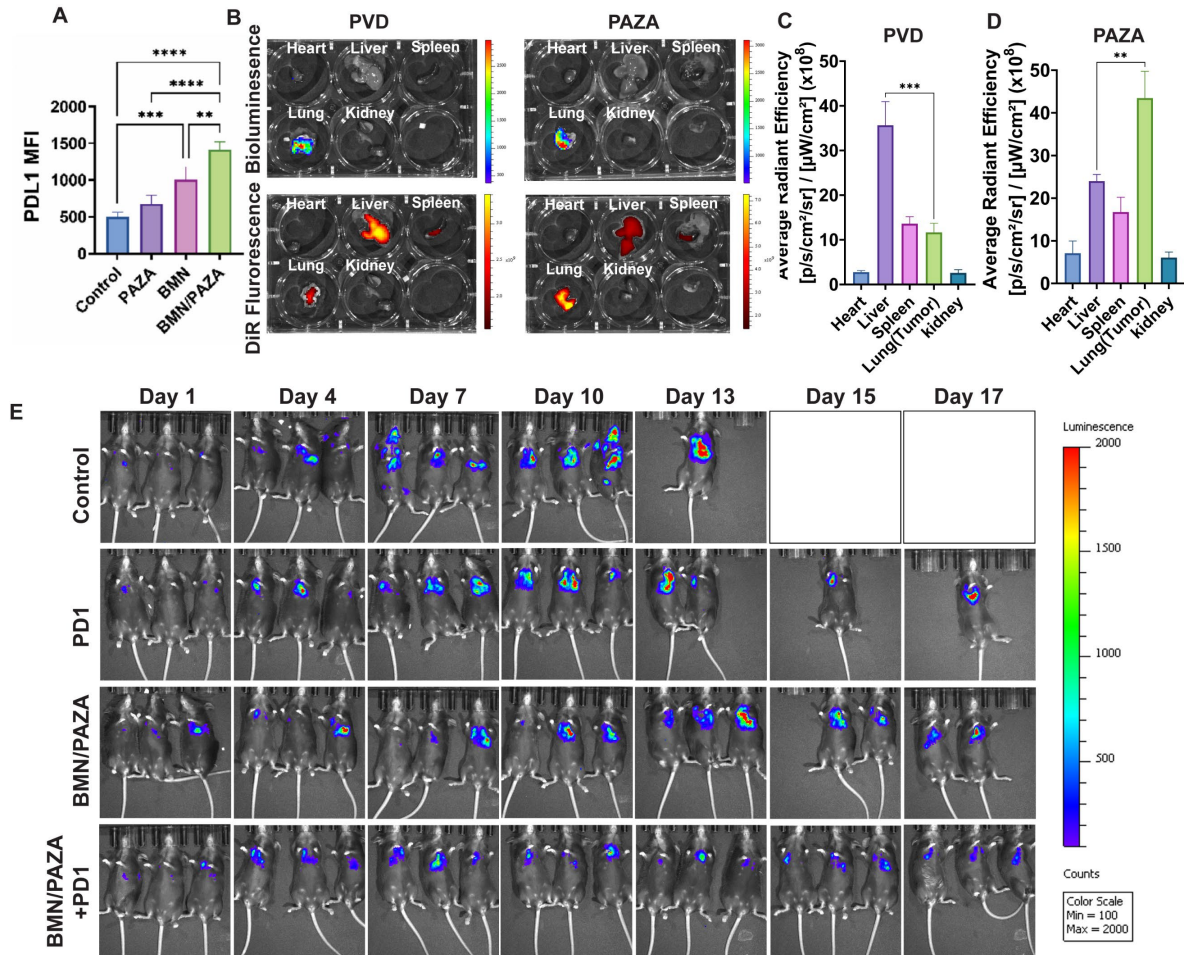 A
****
****
***
**
PDL1 MFI
2000
1500
1000
500
0
Control
PAZA
BMN
BMN/PAZA
B
PVD
PAZA
Bioluminesence
Heart
Liver
Spleen
Lung
Kidney
Heart
Liver
Spleen
Lung
Kidney
DiR Flurorescence
Heart
Liver
Spleen
Lung
Kidney
Heart
Liver
Spleen
Lung
Kidney
C
PVD
Average Radiant Efficiency
[p/s/cm²/sr] / [µW/cm²] (x10⁸)
50
40
30
20
10
0
***
Heart
Liver
Spleen
Lung(Tumor)
kidney
D
PAZA
Average Radiant Efficiency
[p/s/cm²/sr] / [µW/cm²] (x10⁸)
50
40
30
20
10
0
**
Heart
Liver
Spleen
Lung(Tumor)
kidney
E
Day 1
Day 4
Day 7
Day 10
Day 13
Day 15
Day 17
Control
PD1
BMN/PAZA
BMN/PAZA
+PD1
Luminescence
2000
1500
1000
500
Counts
Color Scale
Min = 100
Max = 2000